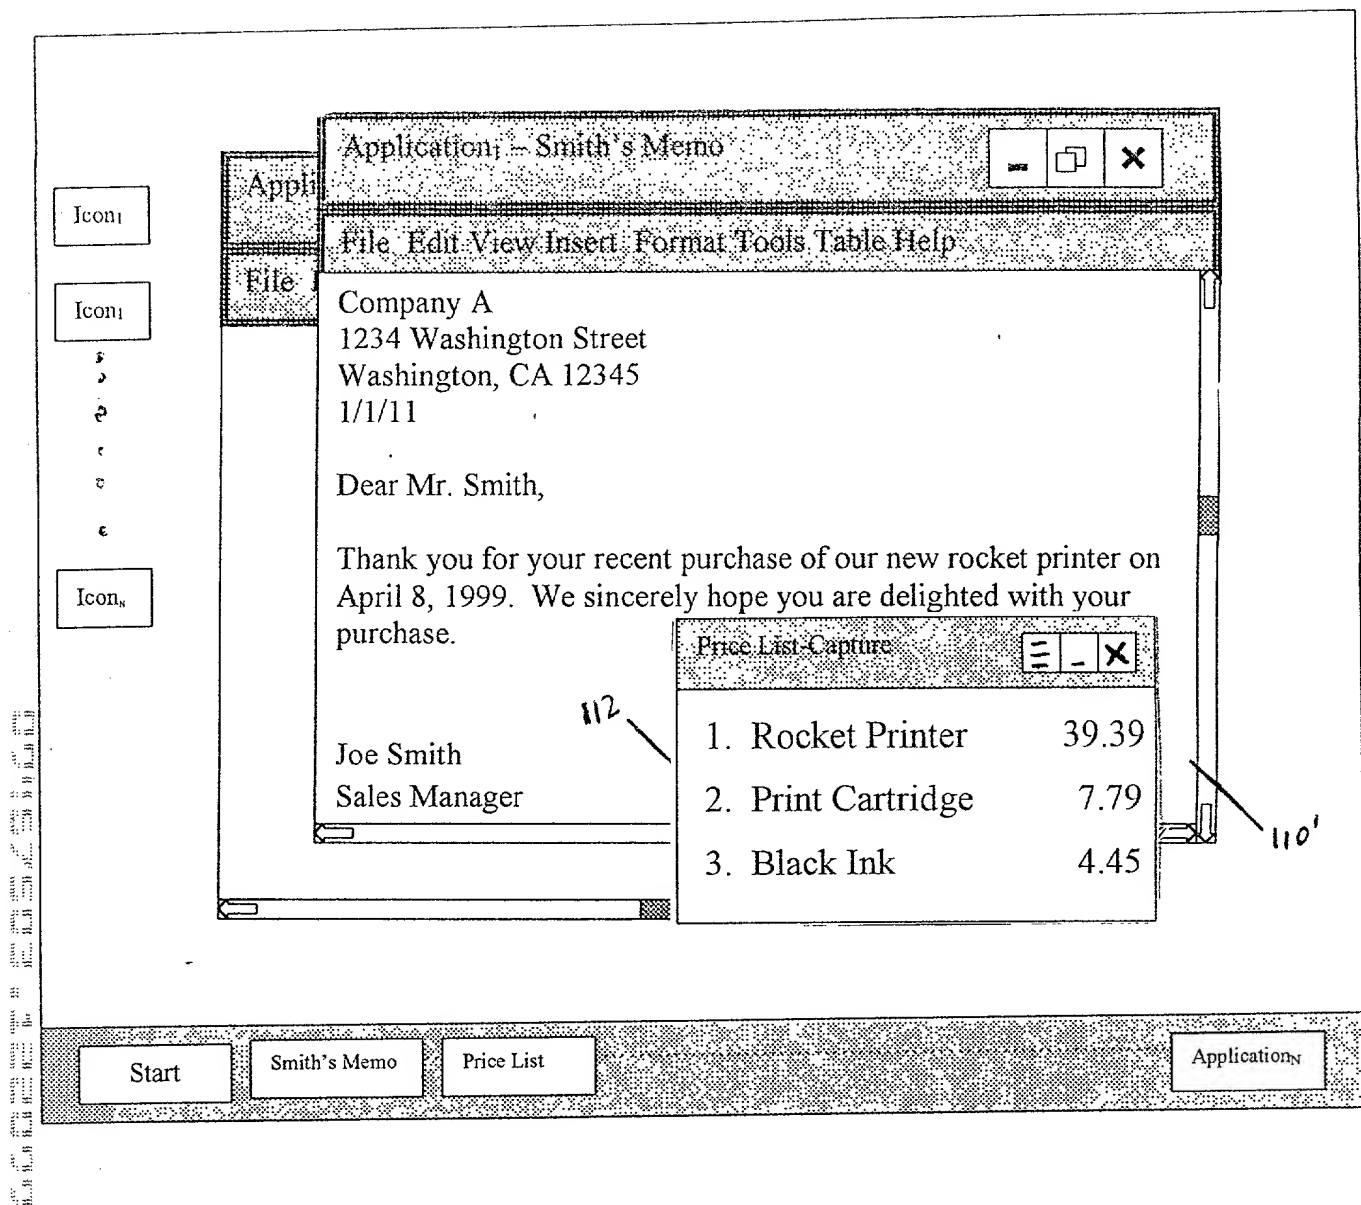 Application₁ – Smith's Memo
Appli
Icon₁
File Edit View Insert Format Tools Table Help
File
Icon₁
Company A
1234 Washington Street
Washington, CA 12345
1/1/11
Dear Mr. Smith,
Thank you for your recent purchase of our new rocket printer on
April 8, 1999. We sincerely hope you are delighted with your
purchase.
Iconₙ
Price List-Capture
112
1. Rocket Printer 39.39
2. Print Cartridge 7.79
3. Black Ink 4.45
Joe Smith
Sales Manager
110'
Start
Smith's Memo
Price List
Application_N